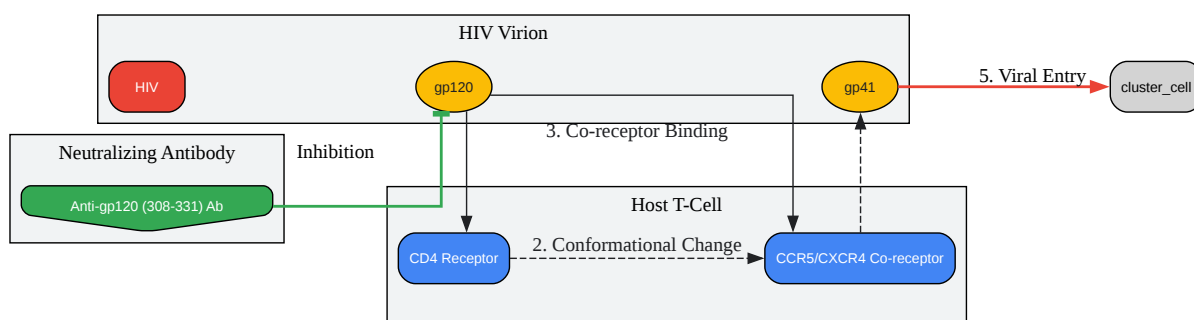 HIV Virion
HIV
gp120
gp41
5. Viral Entry
cluster_cell
3. Co-receptor Binding
Neutralizing Antibody
Inhibition
Anti-gp120 (308-331) Ab
Host T-Cell
CD4 Receptor
2. Conformational Change
CCR5/CXCR4 Co-receptor